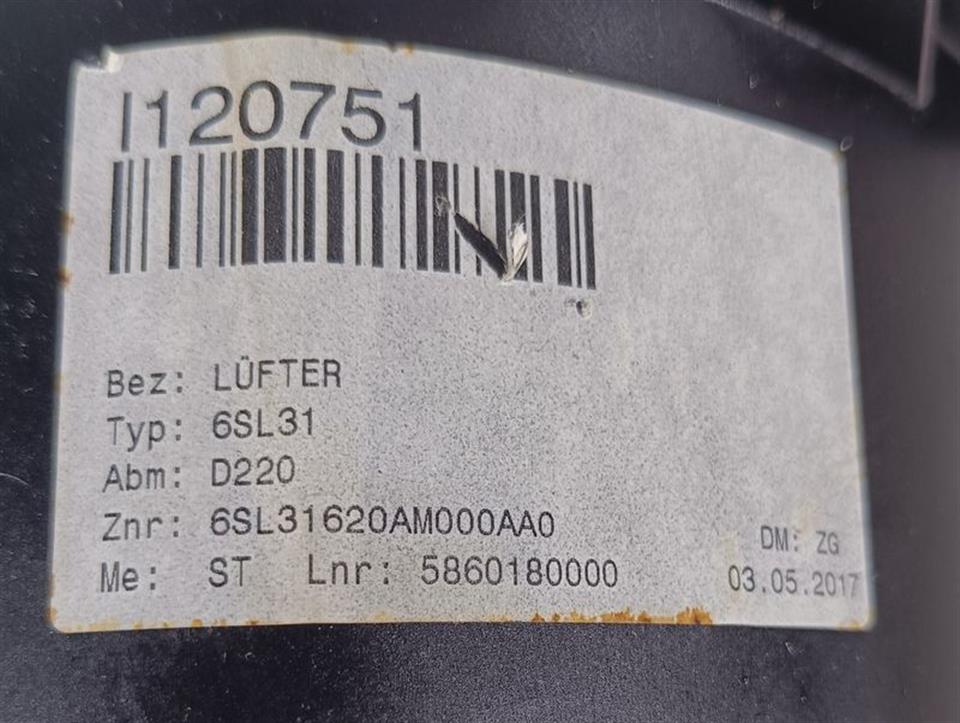 I120751
Bez: LÜFTER
Typ: 6SL31
Abm: D220
Znr: 6SL31620AM000AA0
Me: ST Lnr: 5860180000
DM: ZG
03.05.2017